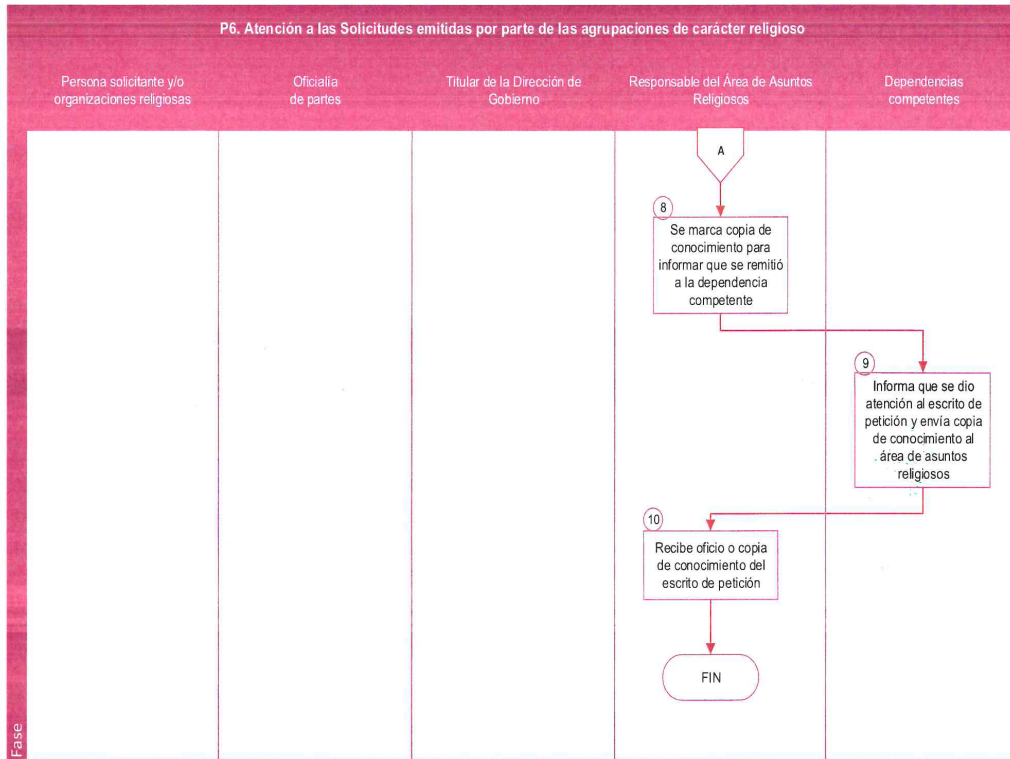 P6. Atención a las Solicitudes emitidas por parte de las agrupaciones de carácter religioso
Persona solicitante y/o
organizaciones religiosas
Oficialía
de partes
Titular de la Dirección de
Gobierno
Responsable del Área de Asuntos
Religiosos
Dependencias
competentes
A
8
Se marca copia de
conocimiento para
informar que se remitió
a la dependencia
competente
9
Informa que se dio
atención al escrito de
petición y envía copia
de conocimiento al
área de asuntos
religiosos
10
Recibe oficio o copia
de conocimiento del
escrito de petición
FIN
Fase